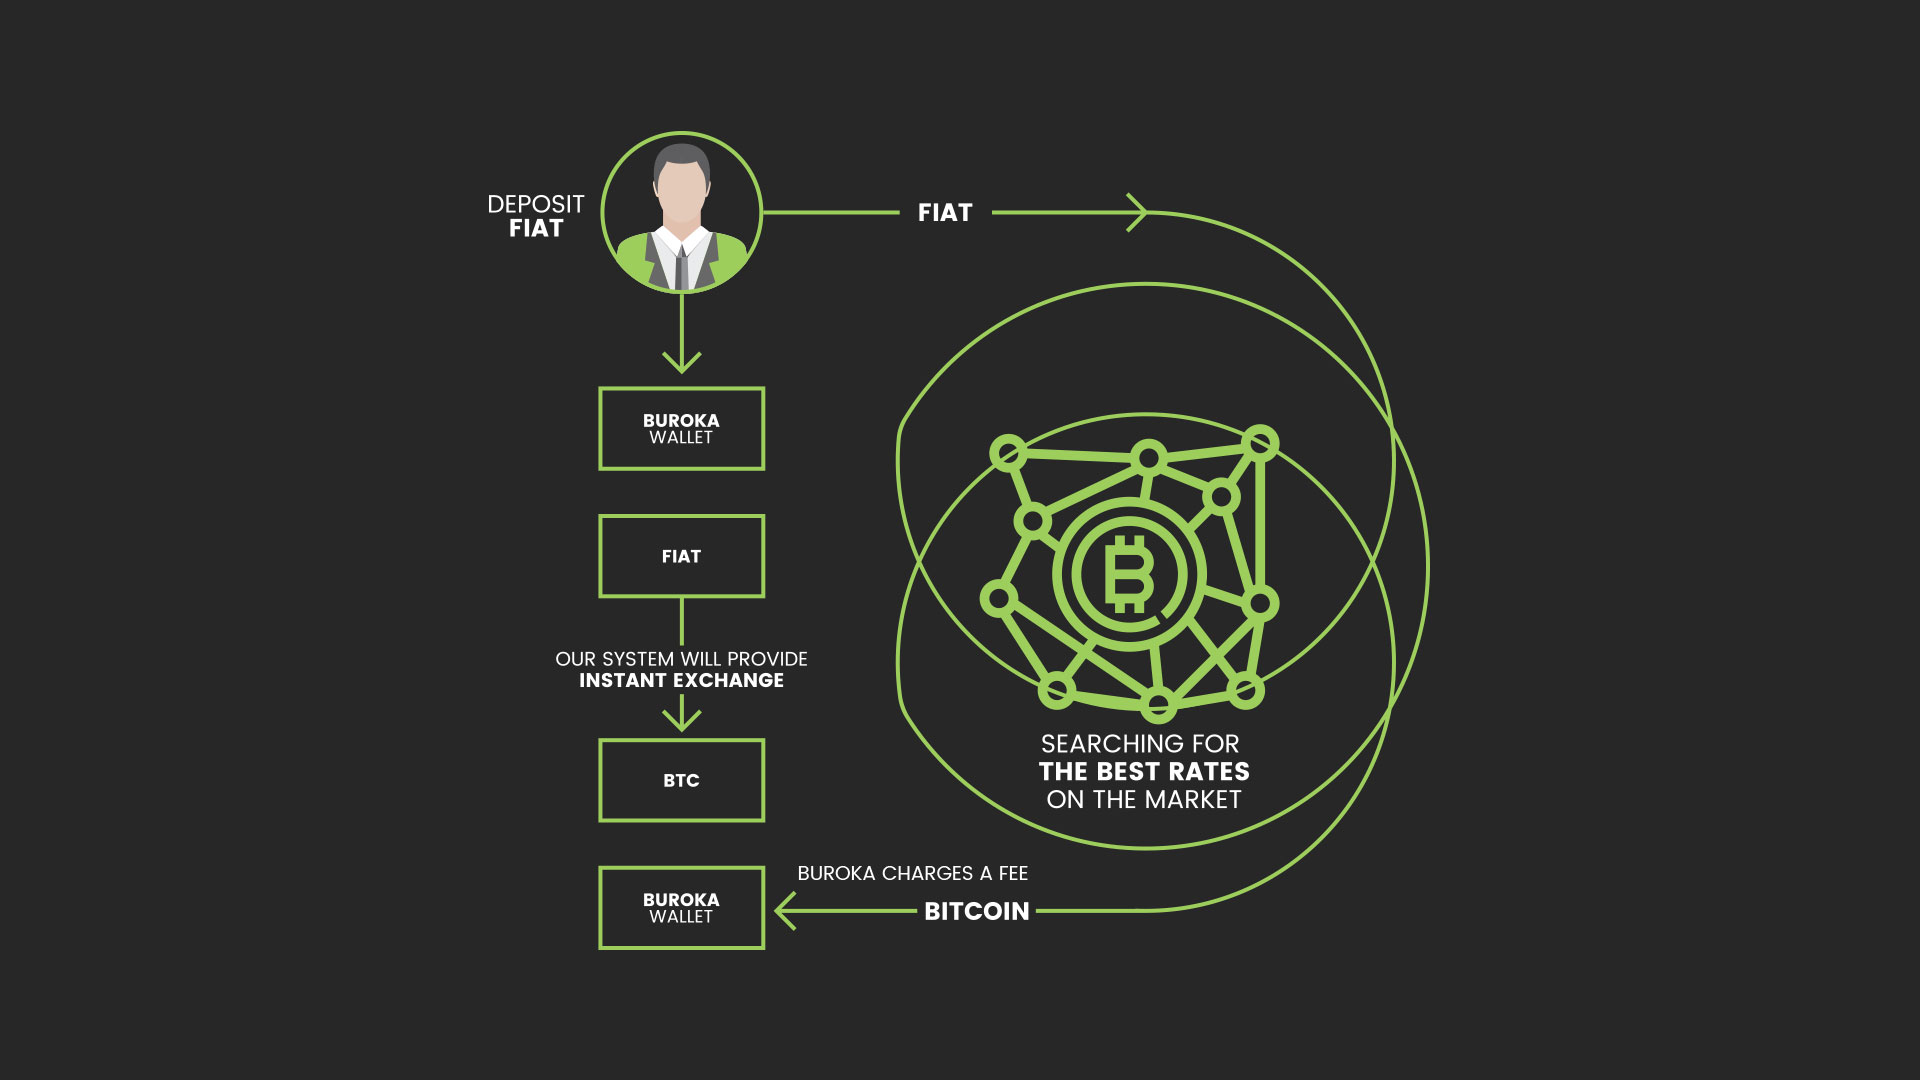 DEPOSIT
FIAT
FIAT
BUROKA
WALLET
FIAT
OUR SYSTEM WILL PROVIDE
INSTANT EXCHANGE
BTC
SEARCHING FOR
THE BEST RATES
ON THE MARKET
BUROKA CHARGES A FEE
BITCOIN
BUROKA
WALLET